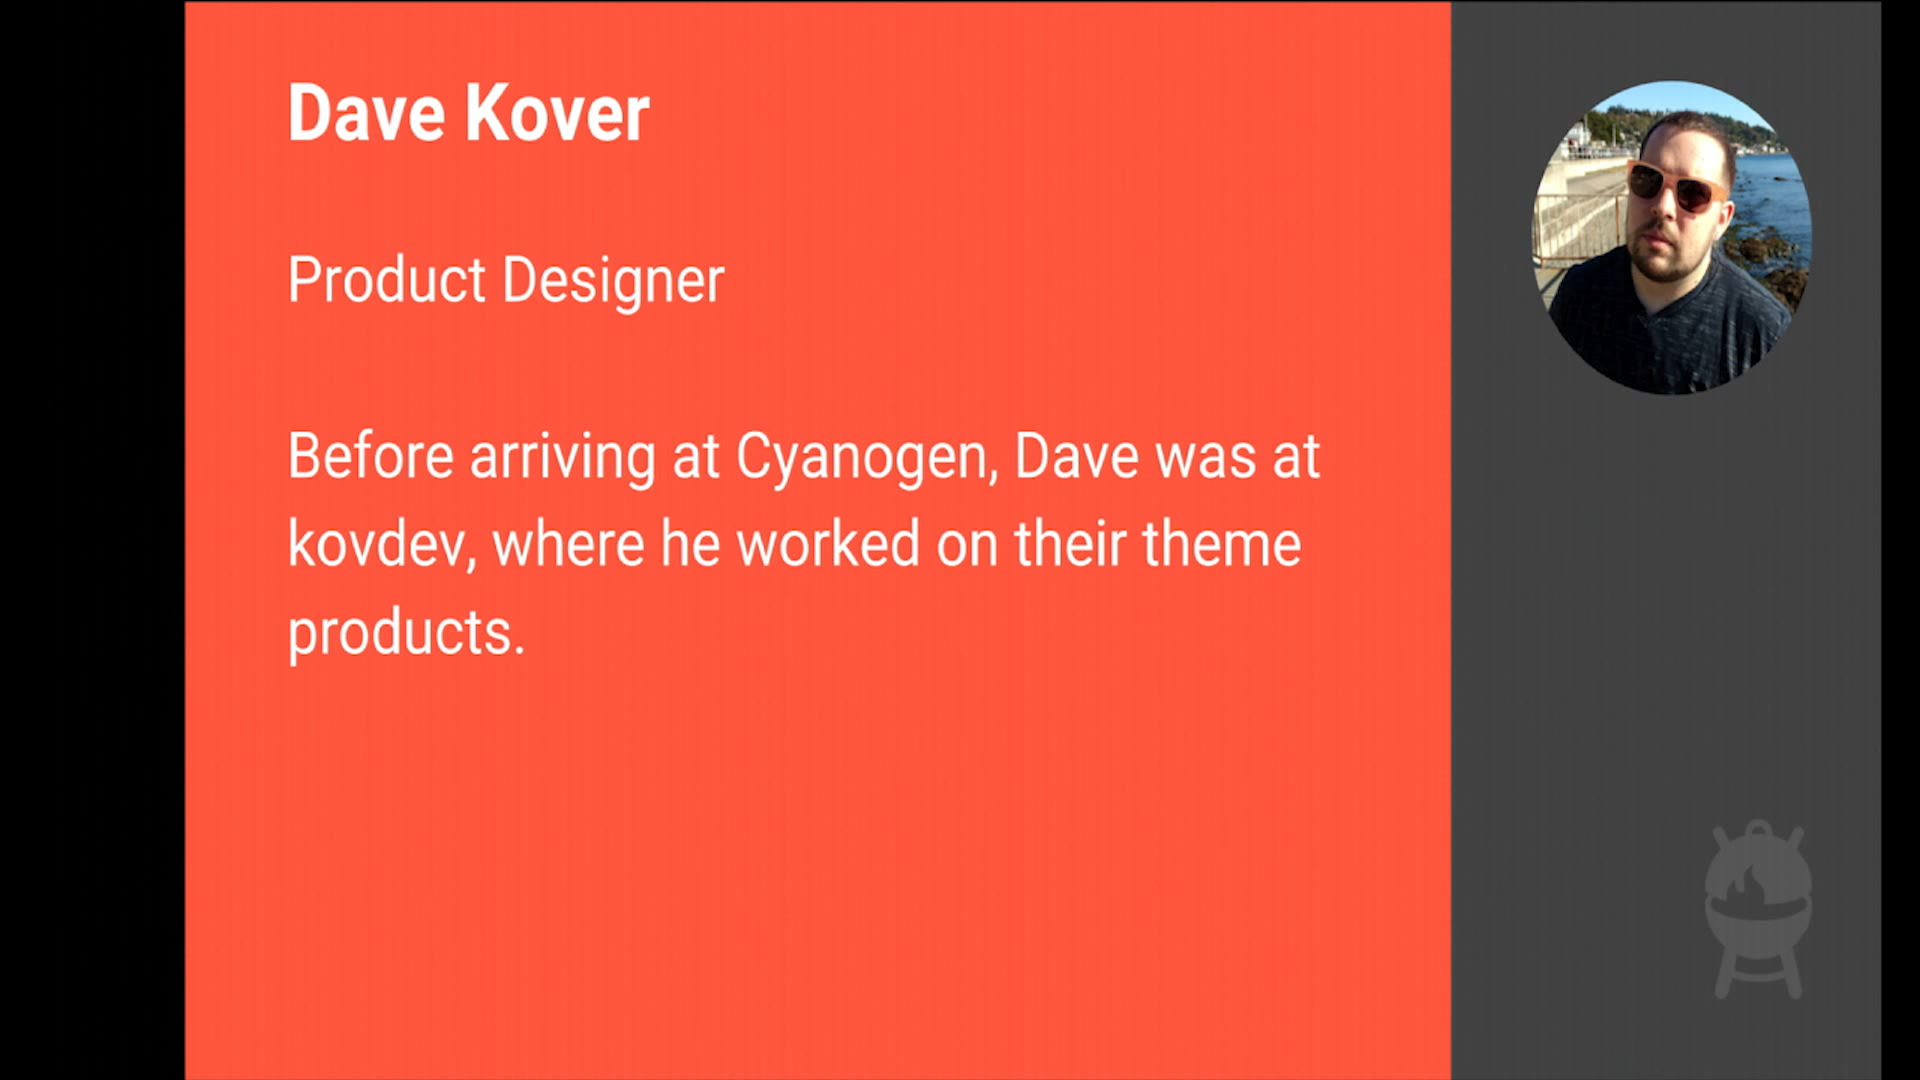 Dave Kover
Product Designer
Before arriving at Cyanogen, Dave was at
kovdev, where he worked on their theme
products.